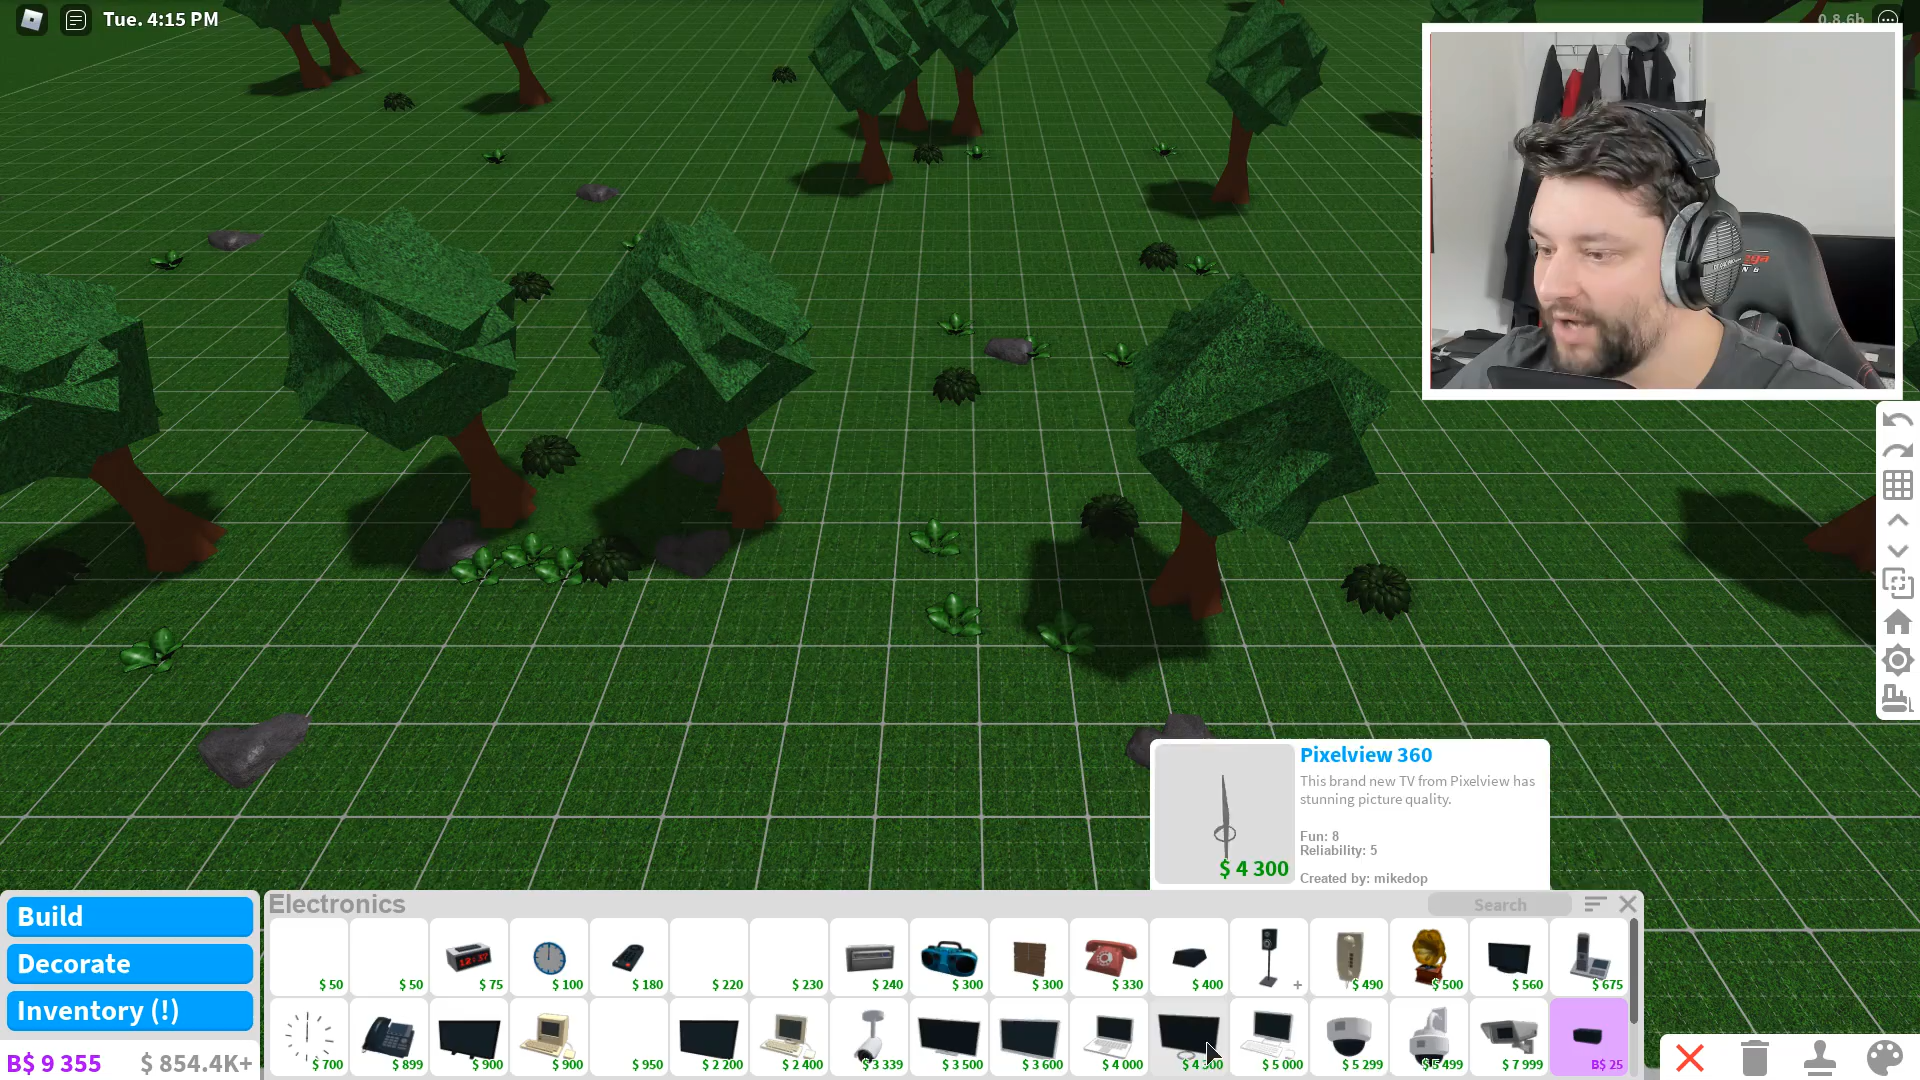 Tue. 4:15 PM
0.8.6b
Pixelview 360
This brand new TV from Pixelview has
stunning picture quality.
Fun: 8
Reliability: 5
$ 4 300
Created by: mikedop
Build
Decorate
Inventory (!)
B$ 9 355 $ 854.4K+
Electronics
Search
$ 50 $ 50 $ 75 $ 100 $ 180 $ 220 $ 230 $ 240 $ 300 $ 300 $ 330 $ 400 + $ 490 $ 500 $ 560 $ 675
12:37
$ 700 $ 899 $ 900 $ 900 $ 950 $ 2 200 $ 2 400 $ 3 339 $ 3 500 $ 3 600 $ 4 000 $ 4 300 $ 5 000 $ 5 299 $ 5 499 $ 7 999 B$ 25